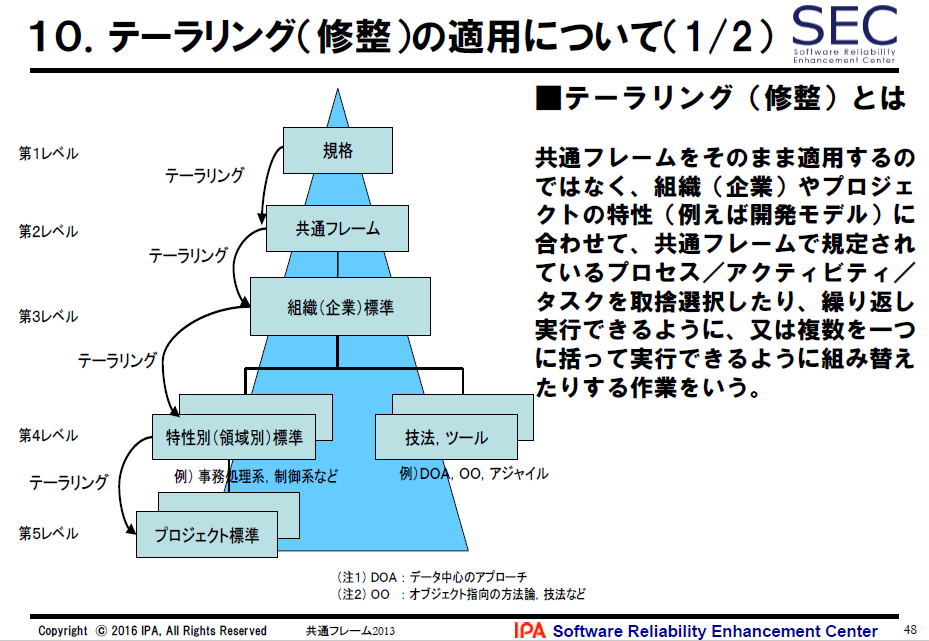 10．テーラリング（修整）の適用について（1/2）
SEC
Software Reliability
Enhancement Center
■テーラリング（修整）とは
共通フレームをそのまま適用するの
ではなく、組織（企業）やプロジェ
クトの特性（例えば開発モデル）に
合わせて、共通フレームで規定され
ているプロセス／アクティビティ／
タスクを取捨選択したり、繰り返し
実行できるように、又は複数を一つ
に括って実行できるように組み替え
たりする作業をいう。
第1レベル
規格
テーラリング
第2レベル
共通フレーム
テーラリング
第3レベル
組織（企業）標準
テーラリング
第4レベル
特性別（領域別）標準
技法，ツール
例） 事務処理系，制御系など
例）DOA，OO，アジャイル
テーラリング
第5レベル
プロジェクト標準
（注1） DOA ： データ中心のアプローチ
（注2） OO ： オブジェクト指向の方法論，技法など
Copyright © 2016 IPA, All Rights Reserved
共通フレーム2013
IPA Software Reliability Enhancement Center
48